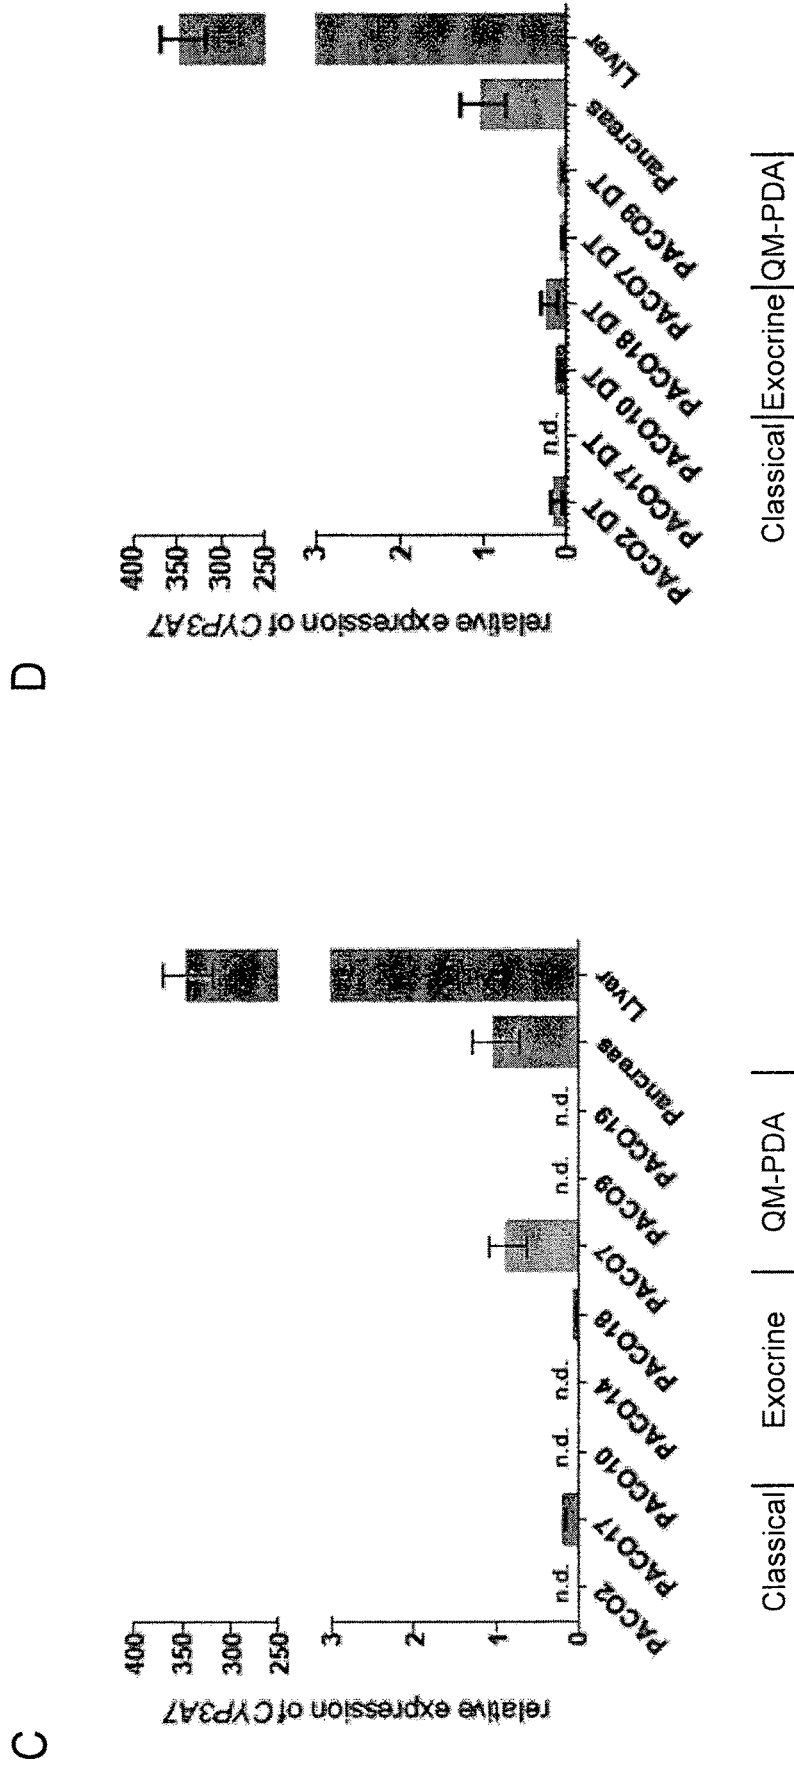 C
relative expression of CYP3A7
400
350
300
250
3
2
1
0
n.d.
n.d.
n.d.
n.d.
n.d.
PACO2
PACO17
PACO10
PACO14
PACO18
PACO7
PACO9
PACO19
Pancreas
Liver
Classical| Exocrine | QM-PDA |
D
relative expression of CYP3A7
400
350
300
250
3
2
1
0
n.d.
PACO2 DT
PACO17 DT
PACO10 DT
PACO18 DT
PACO7 DT
PACO9 DT
Pancreas
Liver
Classical|Exocrine|QM-PDA|